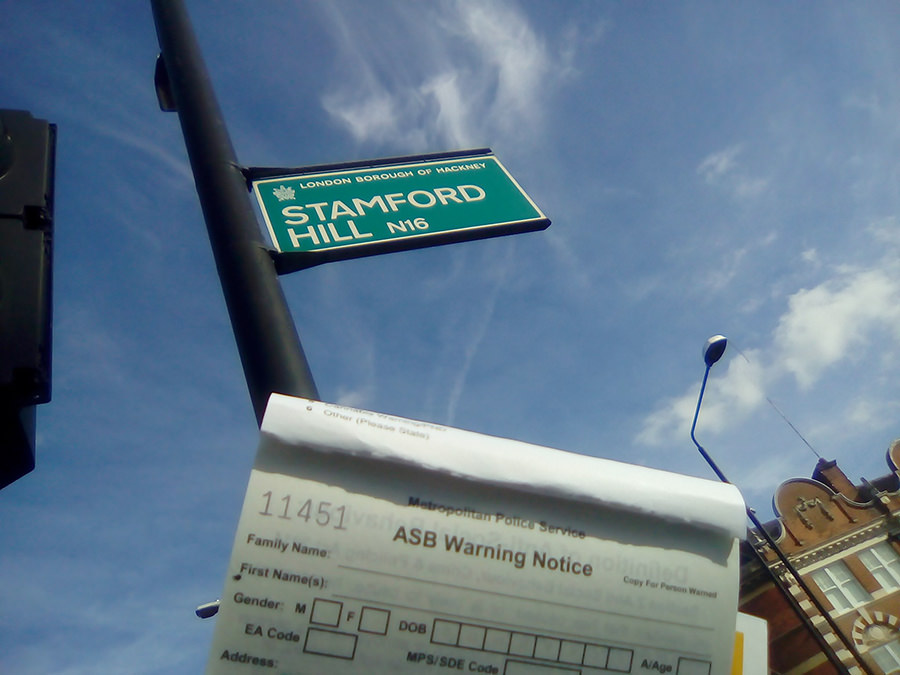 LONDON BOROUGH OF HACKNEY
STAMFORD
HILL N16
Other (Please State)
11451
Metropolitan Police Service
ASB Warning Notice
Copy For Person Warned
Family Name:
First Name(s):
Gender: M F DOB
EA Code
MPS/SDE Code
A/Age
Address: